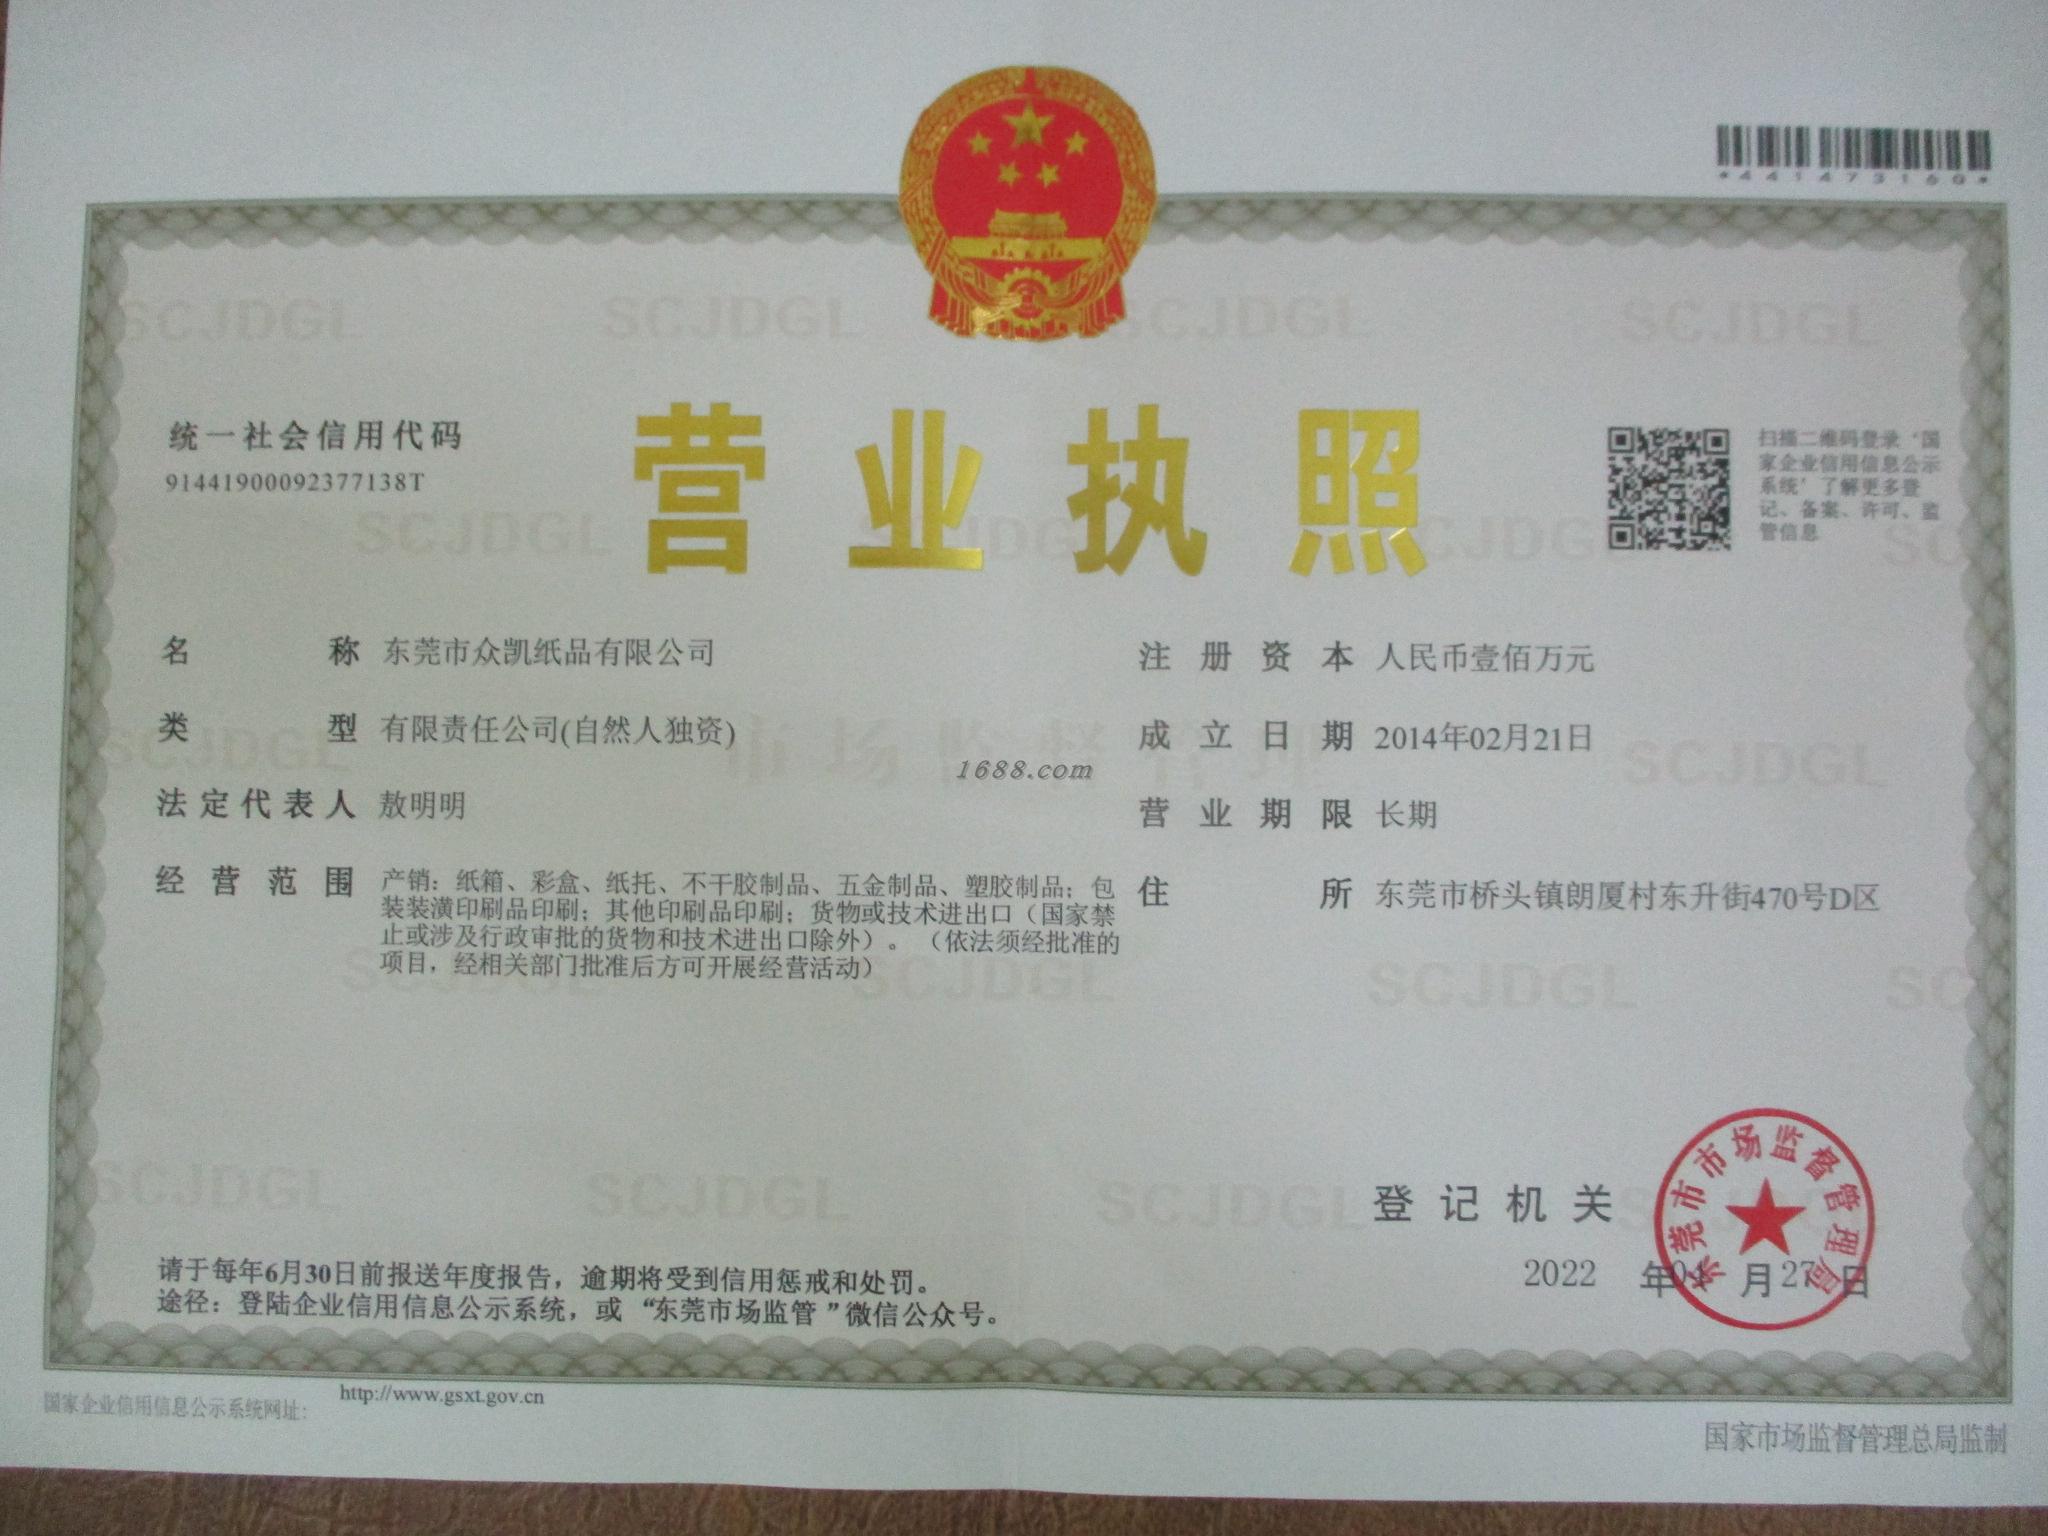 *441473160*
统一社会信用代码
91441900092377138T
营业执照
扫描二维码登录‘国
家企业信用信息公示
系统’了解更多登
记、备案、许可、监
管信息
名称 东莞市众凯纸品有限公司
类型 有限责任公司(自然人独资)
法定代表人 敖明明
经营范围 产销：纸箱、彩盒、纸托、不干胶制品、五金制品、塑胶制品；包
装装潢印刷品印刷；其他印刷品印刷；货物或技术进出口（国家禁
止或涉及行政审批的货物和技术进出口除外）。（依法须经批准的
项目，经相关部门批准后方可开展经营活动）
注册资本 人民币壹佰万元
成立日期 2014年02月21日
营业期限 长期
住所 东莞市桥头镇朗厦村东升街470号D区
1688.com
市场监督管理
SCJDGL
登记机关
东莞市市场监督管理局
2022 年04月27日
请于每年6月30日前报送年度报告，逾期将受到信用惩戒和处罚。
途径：登陆企业信用信息公示系统，或“东莞市场监管”微信公众号。
国家企业信用信息公示系统网址：
http://www.gsxt.gov.cn
国家市场监督管理总局监制